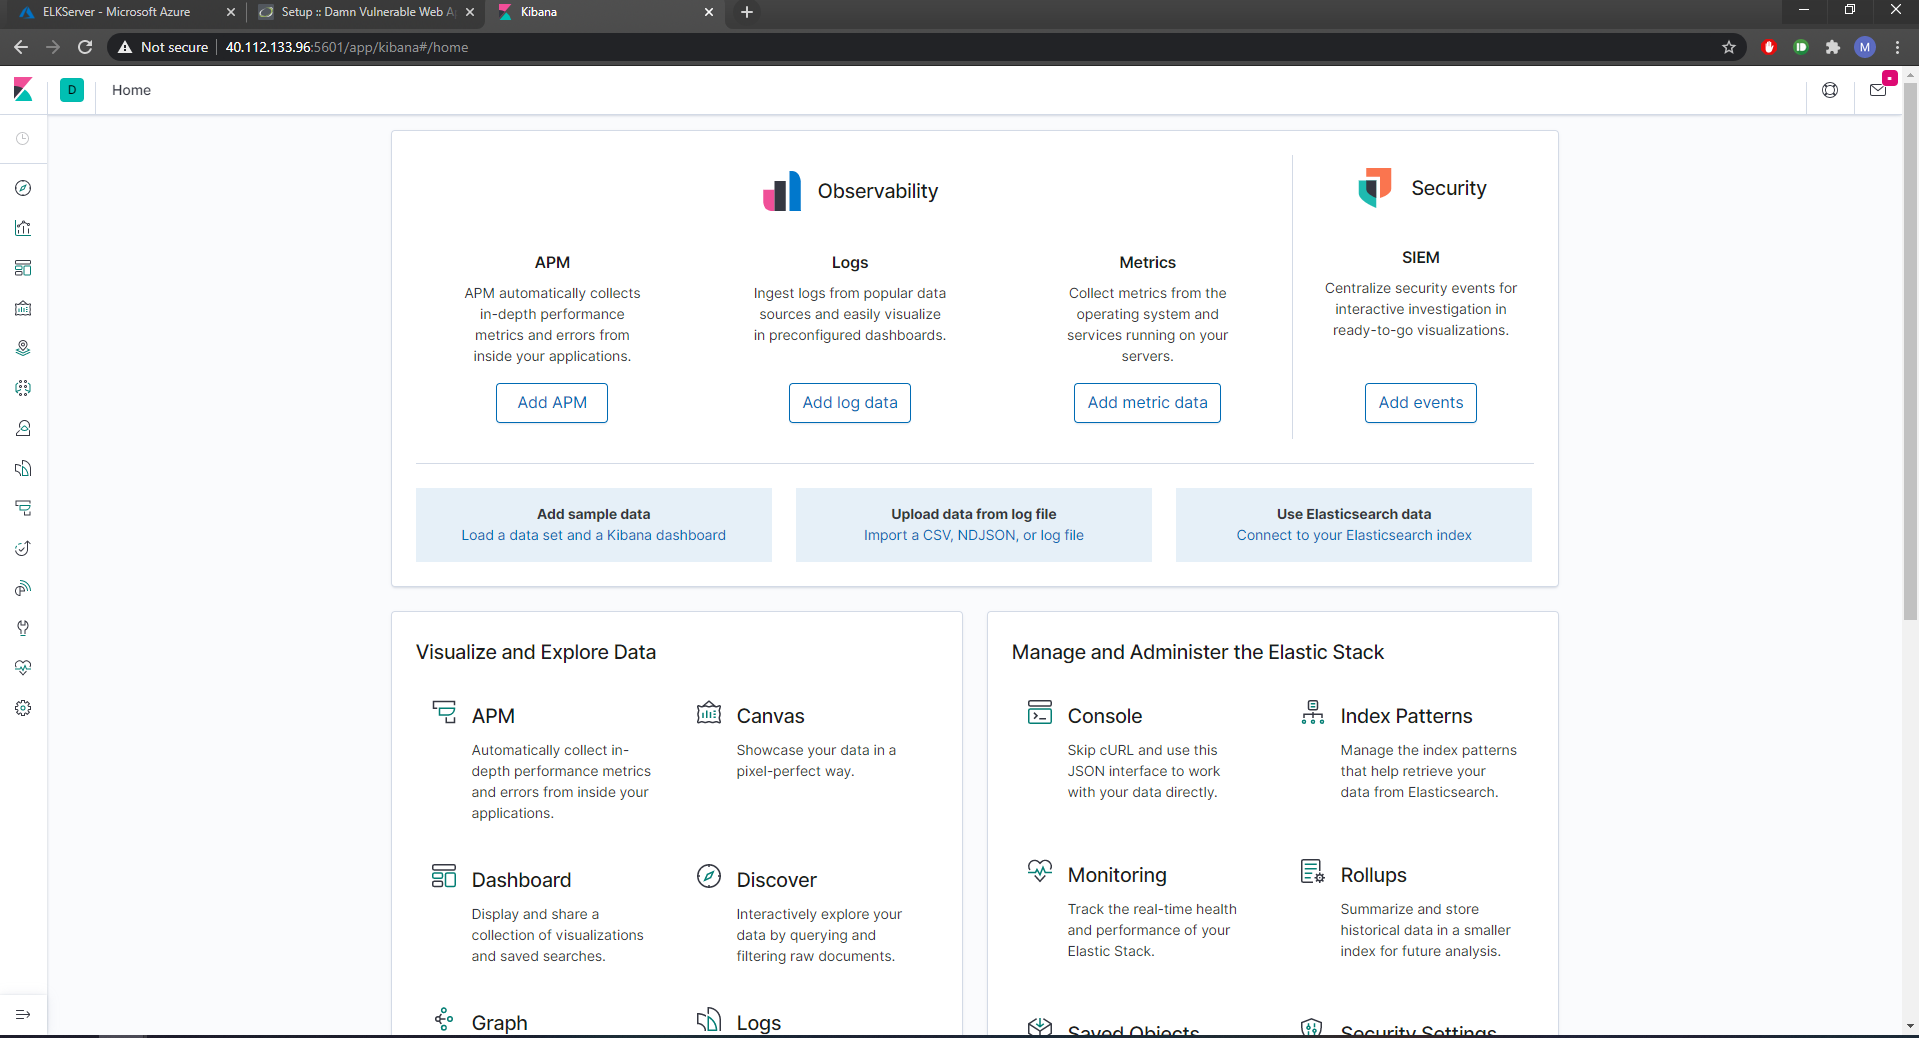 ELKServer - Microsoft Azure
Setup :: Damn Vulnerable Web Ap
Kibana
Not secure
40.112.133.96:5601/app/kibana#/home
M
D
Home
Observability
Security
APM
APM automatically collects
in-depth performance
metrics and errors from
inside your applications.
Add APM
Logs
Ingest logs from popular data
sources and easily visualize
in preconfigured dashboards.
Add log data
Metrics
Collect metrics from the
operating system and
services running on your
servers.
Add metric data
SIEM
Centralize security events for
interactive investigation in
ready-to-go visualizations.
Add events
Add sample data
Load a data set and a Kibana dashboard
Upload data from log file
Import a CSV, NDJSON, or log file
Use Elasticsearch data
Connect to your Elasticsearch index
Visualize and Explore Data
APM
Automatically collect in-
depth performance metrics
and errors from inside your
applications.
Canvas
Showcase your data in a
pixel-perfect way.
Dashboard
Display and share a
collection of visualizations
and saved searches.
Discover
Interactively explore your
data by querying and
filtering raw documents.
Graph
Logs
Manage and Administer the Elastic Stack
Console
Skip cURL and use this
JSON interface to work
with your data directly.
Index Patterns
Manage the index patterns
that help retrieve your
data from Elasticsearch.
Monitoring
Track the real-time health
and performance of your
Elastic Stack.
Rollups
Summarize and store
historical data in a smaller
index for future analysis.
Saved Objects
Security Settings